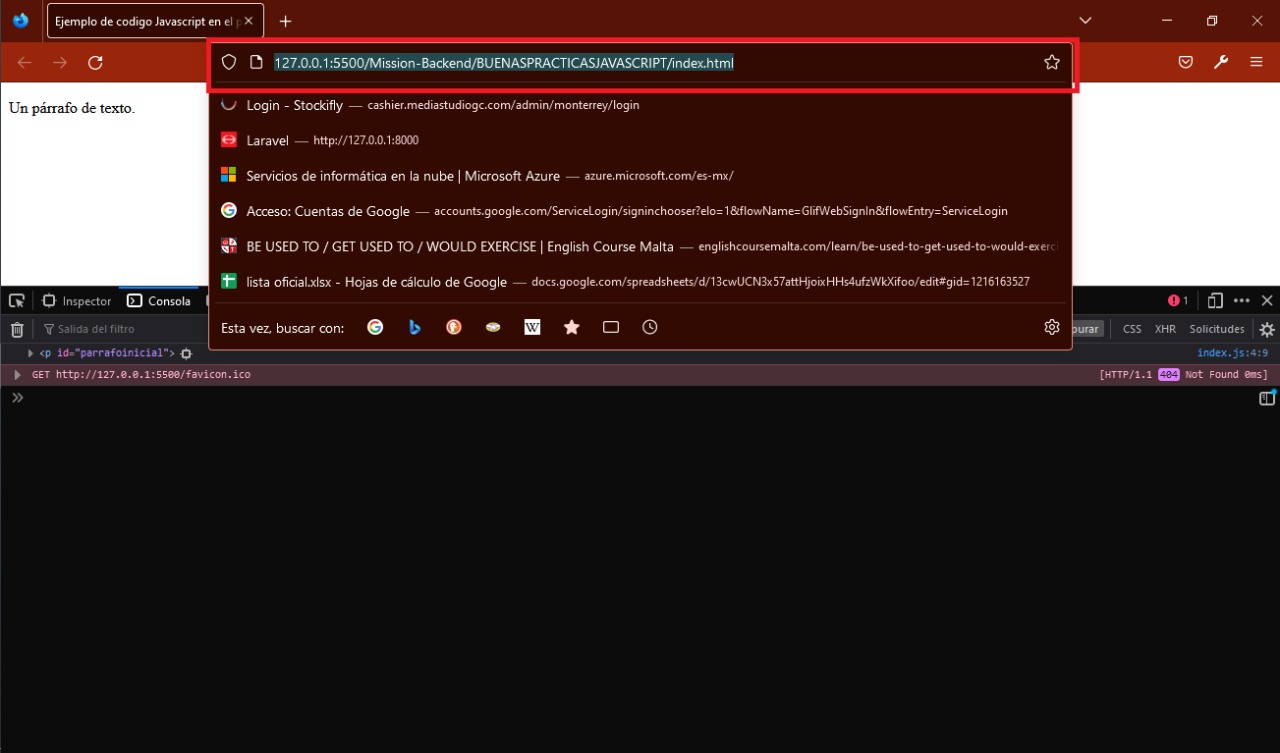 Ejemplo de codigo Javascript en el p
127.0.0.1:5500/Mission-Backend/BUENASPRACTICASJAVASCRIPT/index.html
Un párrafo de texto.
Login - Stockifly — cashier.mediastudiogc.com/admin/monterrey/login
Laravel — http://127.0.0.1:8000
Servicios de informática en la nube | Microsoft Azure — azure.microsoft.com/es-mx/
Acceso: Cuentas de Google — accounts.google.com/ServiceLogin/signinchooser?elo=1&flowName=GlifWebSignIn&flowEntry=ServiceLogin
BE USED TO / GET USED TO / WOULD EXERCISE | English Course Malta — englishcoursemalta.com/learn/be-used-to-get-used-to-would-exerci
lista oficial.xlsx - Hojas de cálculo de Google — docs.google.com/spreadsheets/d/13cwUCN3x57attHjoixHHs4ufzWkXifoo/edit#gid=1216163527
Esta vez, buscar con: W
Inspector Consola 1
Salida del filtro purar CSS XHR Solicitudes
<p id="parrafoinicial"> index.js:4:9
GET http://127.0.0.1:5500/favicon.ico [HTTP/1.1 404 Not Found 0ms]